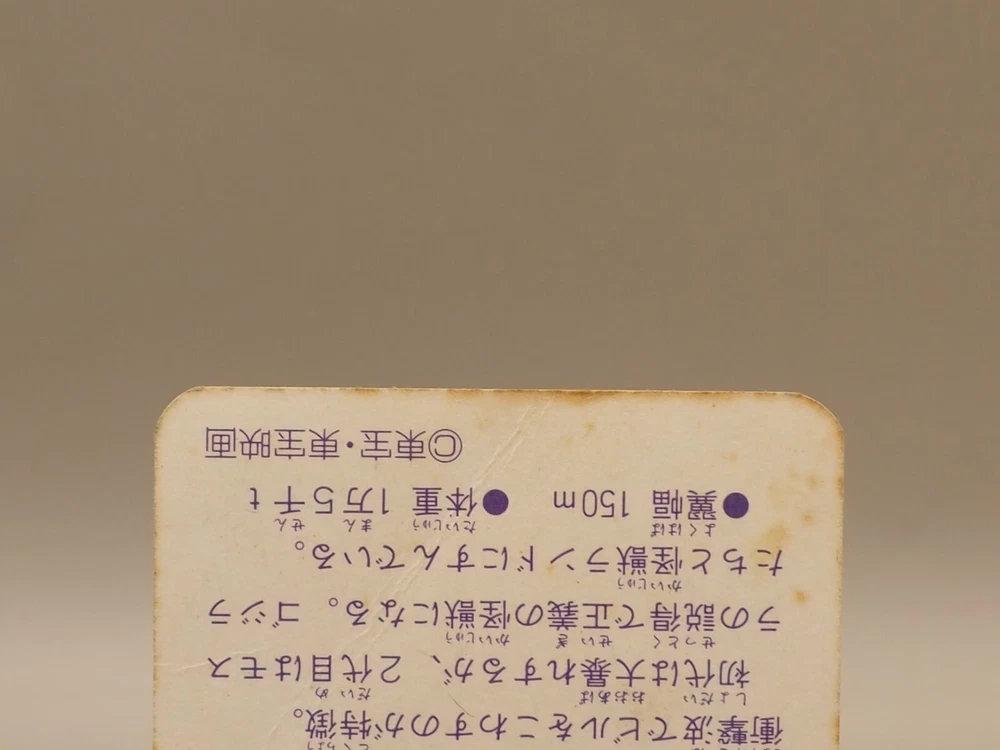 衝撃波でビルをこわすのが特徴。
初代は大暴れするが、２代目はモス
ラの説得で正義の怪獣になる。ゴジラ
たちと怪獣ランドにすんでいる。
●翼幅 150m ●体重 1万5千t
©東宝・東宝映画